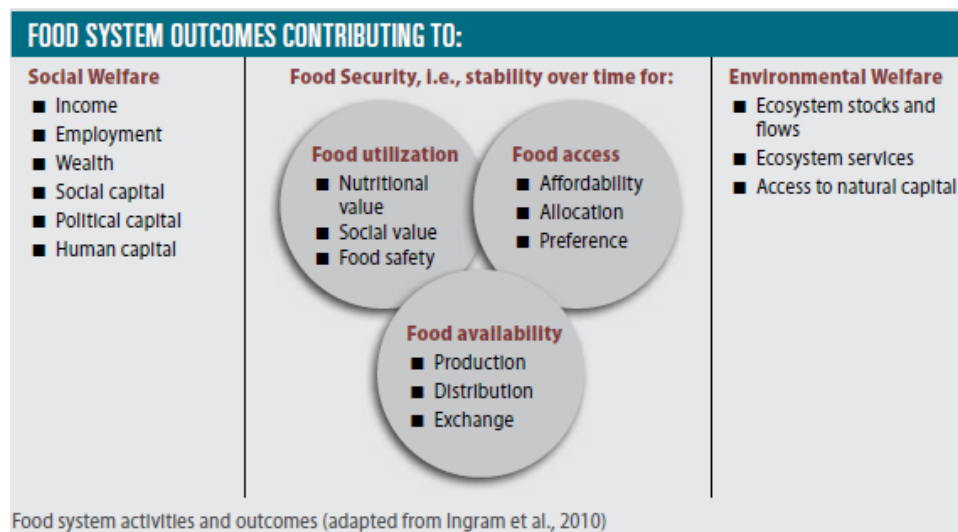 FOOD SYSTEM OUTCOMES CONTRIBUTING TO:
Social Welfare
■ Income
■ Employment
■ Wealth
■ Social capital
■ Political capital
■ Human capital
Food Security, i.e., stability over time for:
Food utilization
■ Nutritional
value
■ Social value
■ Food safety
Food access
■ Affordability
■ Allocation
■ Preference
Food availability
■ Production
■ Distribution
■ Exchange
Environmental Welfare
■ Ecosystem stocks and
flows
■ Ecosystem services
■ Access to natural capital
Food system activities and outcomes (adapted from Ingram et al., 2010)